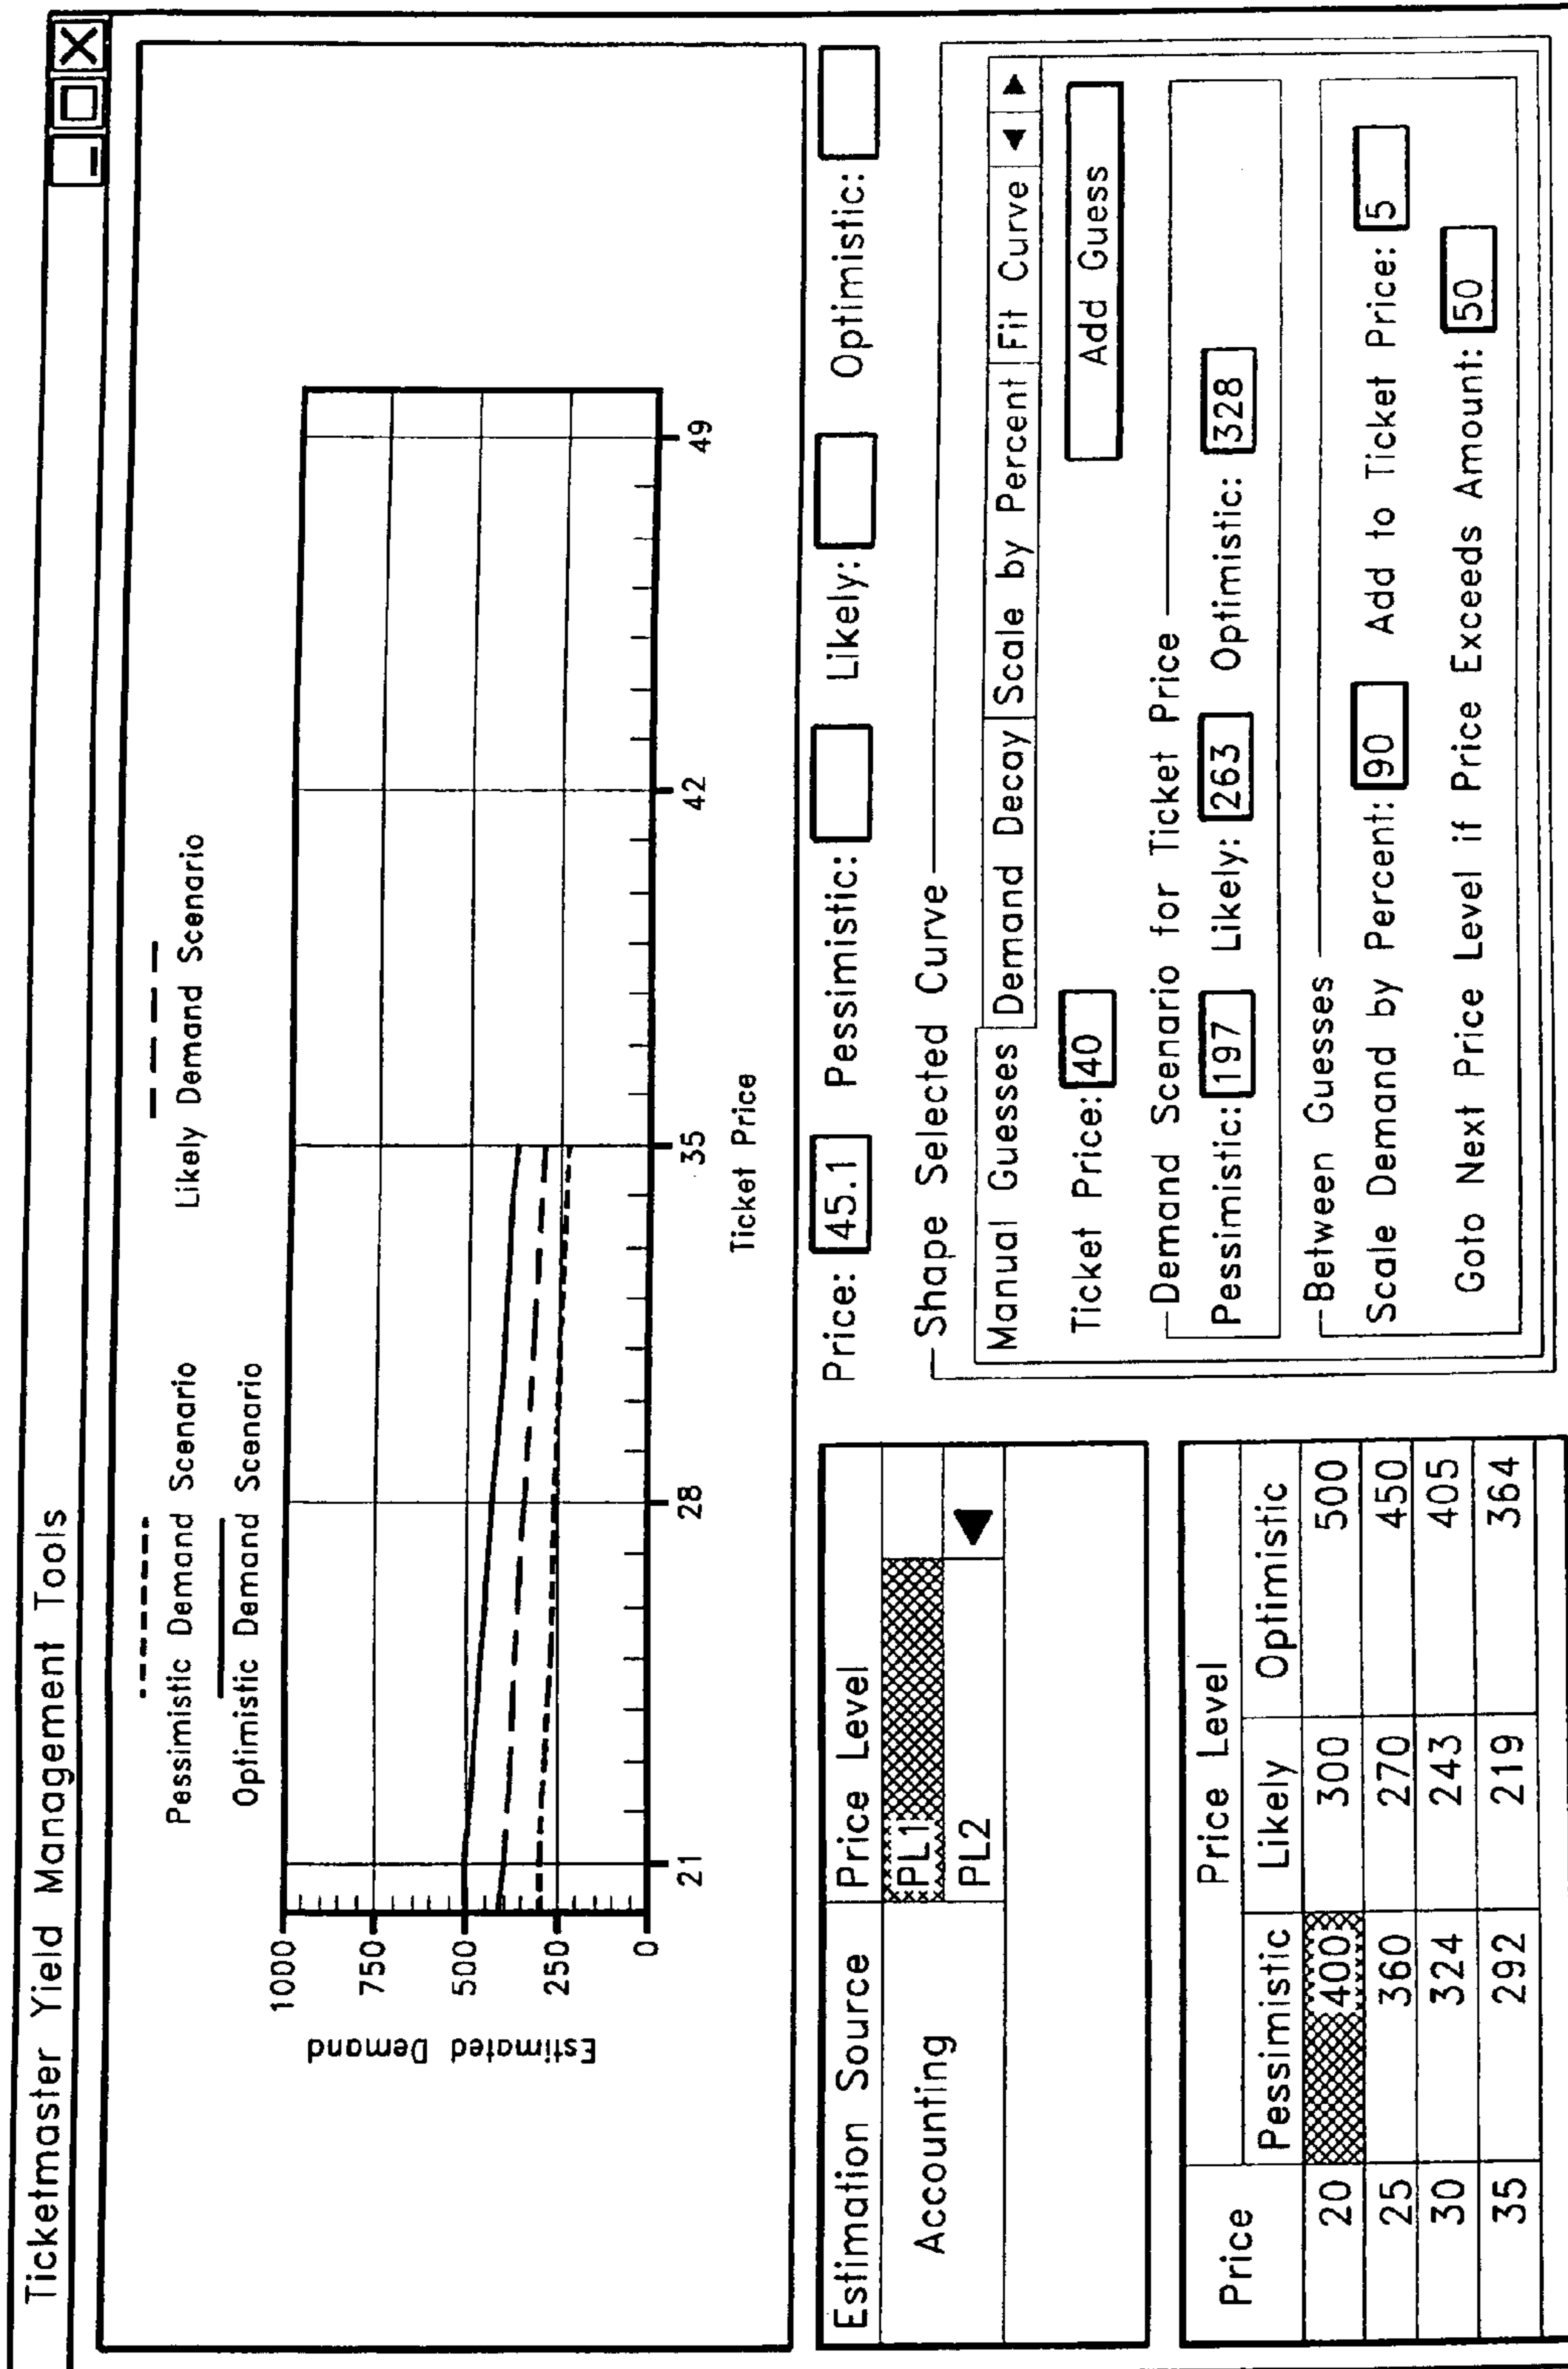 Ticketmaster Yield Management Tools
Pessimistic Demand Scenario
Likely Demand Scenario
Optimistic Demand Scenario
Estimated Demand
1000
750
500
250
0
21 28 35 42 49
Ticket Price
Price: 45.1 Pessimistic: Likely: Optimistic:
Estimation Source Price Level
Accounting PL1
PL2
Shape Selected Curve
Manual Guesses Demand Decay Scale by Percent Fit Curve
Ticket Price: 40 Add Guess
Demand Scenario for Ticket Price
Pessimistic: 197 Likely: 263 Optimistic: 328
Between Guesses
Scale Demand by Percent: 90 Add to Ticket Price: 5
Goto Next Price Level if Price Exceeds Amount: 50
Price Price Level
Pessimistic Likely Optimistic
20 400 300 500
25 360 270 450
30 324 243 405
35 292 219 364